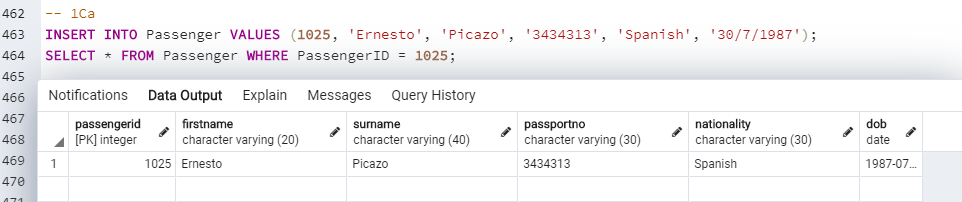 462 -- 1Ca
463 INSERT INTO Passenger VALUES (1025, 'Ernesto', 'Picazo', '3434313', 'Spanish', '30/7/1987');
464 SELECT * FROM Passenger WHERE PassengerID = 1025;
465
466 Notifications Data Output Explain Messages Query History
467 passengerid firstname surname passportno nationality dob
468 [PK] integer character varying (20) character varying (40) character varying (30) character varying (30) date
469 1 1025 Ernesto Picazo 3434313 Spanish 1987-07...
470